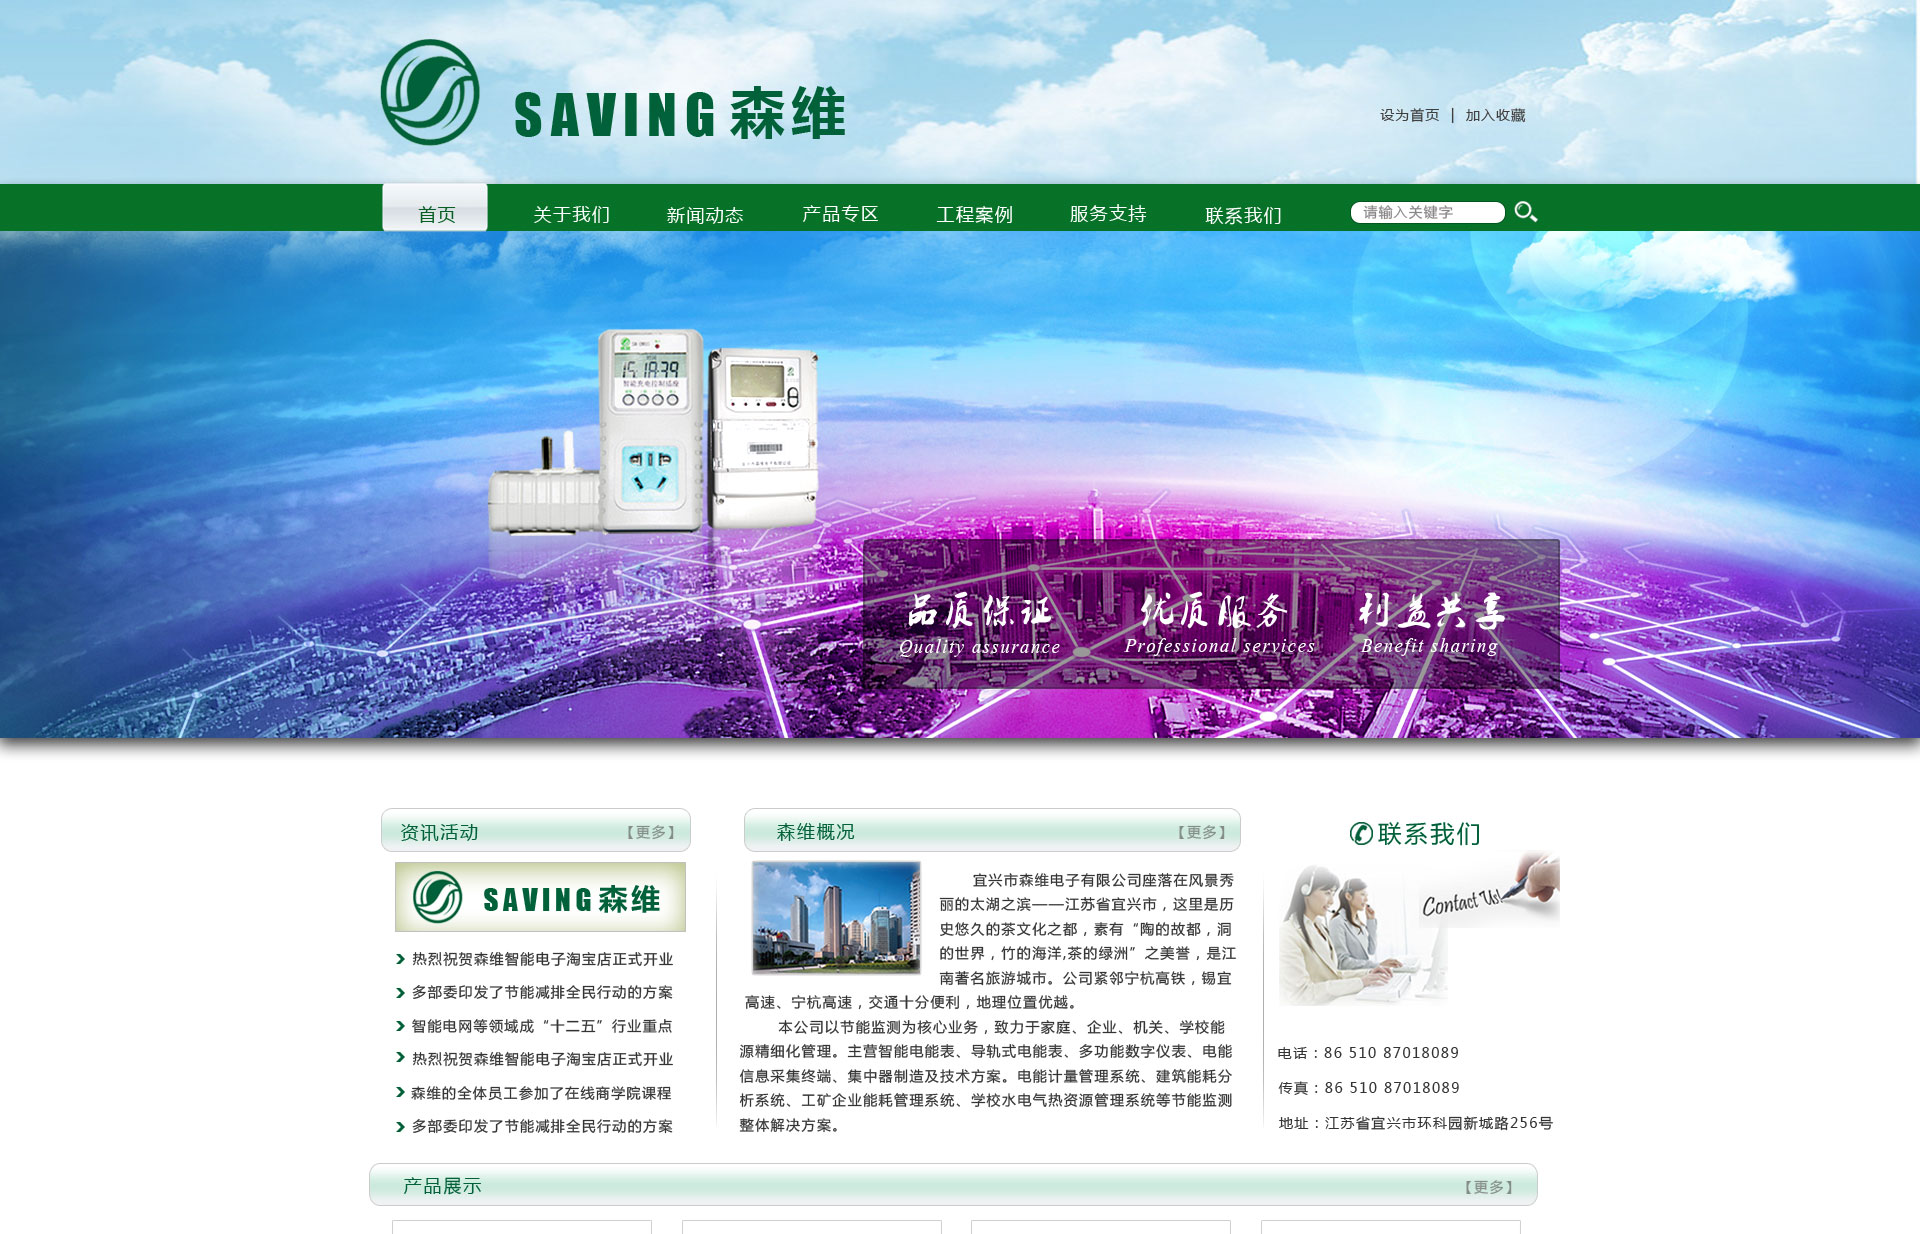 SAVING 森维
设为首页 | 加入收藏
首页 关于我们 新闻动态 产品专区 工程案例 服务支持 联系我们 请输入关键字
15:18:39
智能充电控制插座
品质保证 优质服务 利益共享
Quality assurance Professional services Benefit sharing
资讯活动 【更多】
SAVING 森维
热烈祝贺森维智能电子淘宝店正式开业
多部委印发了节能减排全民行动的方案
智能电网等领域成“十二五”行业重点
热烈祝贺森维智能电子淘宝店正式开业
森维的全体员工参加了在线商学院课程
多部委印发了节能减排全民行动的方案
森维概况 【更多】
宜兴市森维电子有限公司座落在风景秀
丽的太湖之滨——江苏省宜兴市，这里是历
史悠久的茶文化之都，素有“陶的故都，洞
的世界，竹的海洋,茶的绿洲”之美誉，是江
南著名旅游城市。公司紧邻宁杭高铁，锡宜
高速、宁杭高速，交通十分便利，地理位置优越。
本公司以节能监测为核心业务，致力于家庭、企业、机关、学校能
源精细化管理。主营智能电能表、导轨式电能表、多功能数字仪表、电能
信息采集终端、集中器制造及技术方案。电能计量管理系统、建筑能耗分
析系统、工矿企业能耗管理系统、学校水电气热资源管理系统等节能监测
整体解决方案。
联系我们
Contact Us!
电话：86 510 87018089
传真：86 510 87018089
地址：江苏省宜兴市环科园新城路256号
产品展示 【更多】